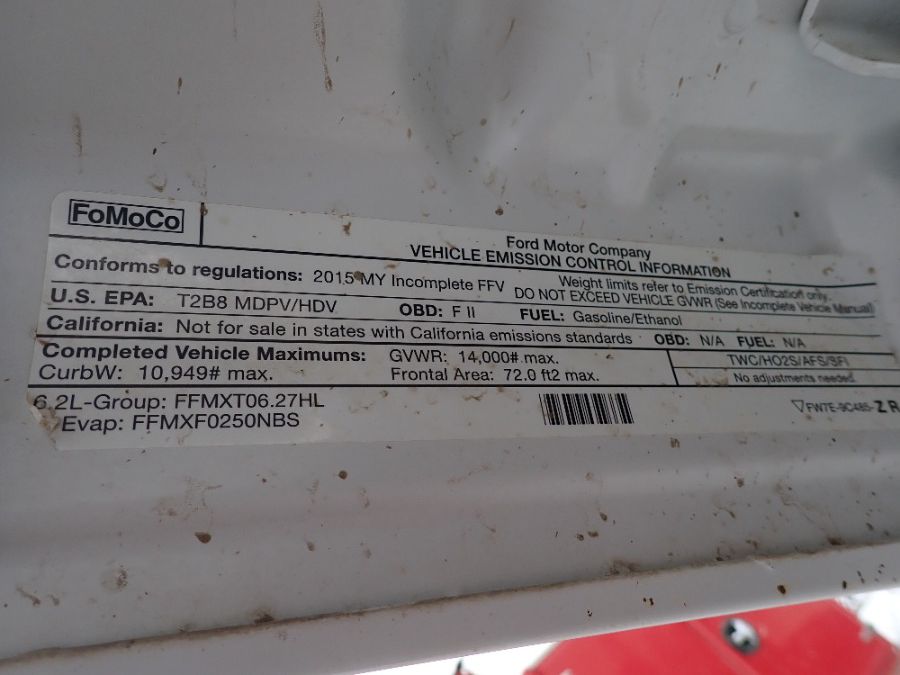 FoMoCo
Ford Motor Company
VEHICLE EMISSION CONTROL INFORMATION
Conforms to regulations: 2015 MY Incomplete FFV
Weight limits refer to Emission Certification only.
DO NOT EXCEED VEHICLE GVWR (See Incomplete Vehicle Manual)
U.S. EPA: T2B8 MDPV/HDV OBD: F II FUEL: Gasoline/Ethanol
California: Not for sale in states with California emissions standards OBD: N/A FUEL: N/A
Completed Vehicle Maximums: GVWR: 14,000# max.
CurbW: 10,949# max. Frontal Area: 72.0 ft2 max.
TWC/HO2S/AFS/SFI
No adjustments needed.
6.2L-Group: FFMXT06.27HL
Evap: FFMXF0250NBS
FW7E-9C485-ZR